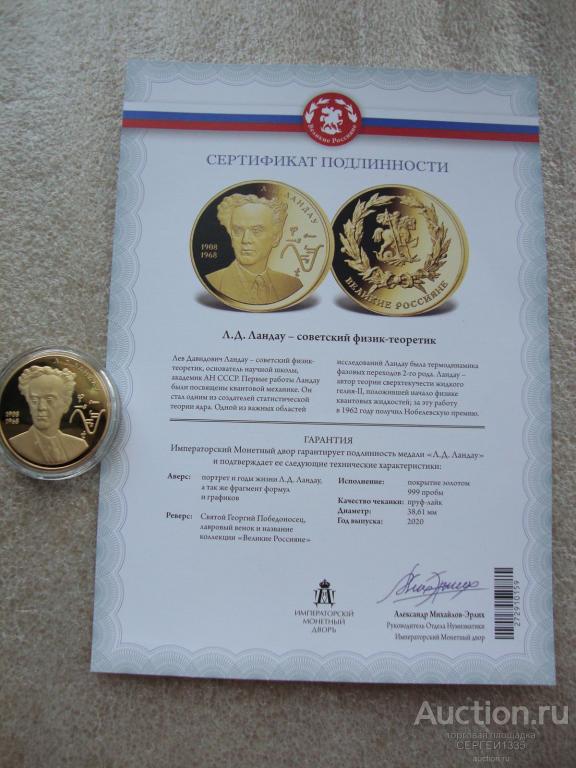 Великие Россияне
СЕРТИФИКАТ ПОДЛИННОСТИ
Л.Д. ЛАНДАУ
1908
1968
ВЕЛИКИЕ РОССИЯНЕ
Л.Д. Ландау – советский физик-теоретик
Лев Давидович Ландау – советский физик-
теоретик, основатель научной школы,
академик АН СССР. Первые работы Ландау
были посвящены квантовой механике. Он
стал одним из создателей статистической
теории ядра. Одной из важных областей
исследований Ландау была термодинамика
фазовых переходов 2-го рода. Ландау –
автор теории сверхтекучести жидкого
гелия-II, положившей начало физике
квантовых жидкостей; за эту работу
в 1962 году получил Нобелевскую премию.
ГАРАНТИЯ
Императорский Монетный двор гарантирует подлинность медали «Л.Д. Ландау»
и подтверждает ее следующие технические характеристики:
Аверс: портрет и годы жизни Л.Д. Ландау,
а так же фрагмент формул
и графиков
Реверс: Святой Георгий Победоносец,
лавровый венок и название
коллекции «Великие Россияне»
Исполнение: покрытие золотом
999 пробы
Качество чеканки: пруф-лайк
Диаметр: 38,61 мм
Год выпуска: 2020
ИМПЕРАТОРСКІЙ
МОНЕТНЫЙ
ДВОРЪ
Александр Михайлов-Эрлих
Руководитель Отдела Нумизматики
Императорский Монетный двор
272910159
1908
1968
Auction.ru
торговая площадка
СЕРГЕЙ1335
auction.ru